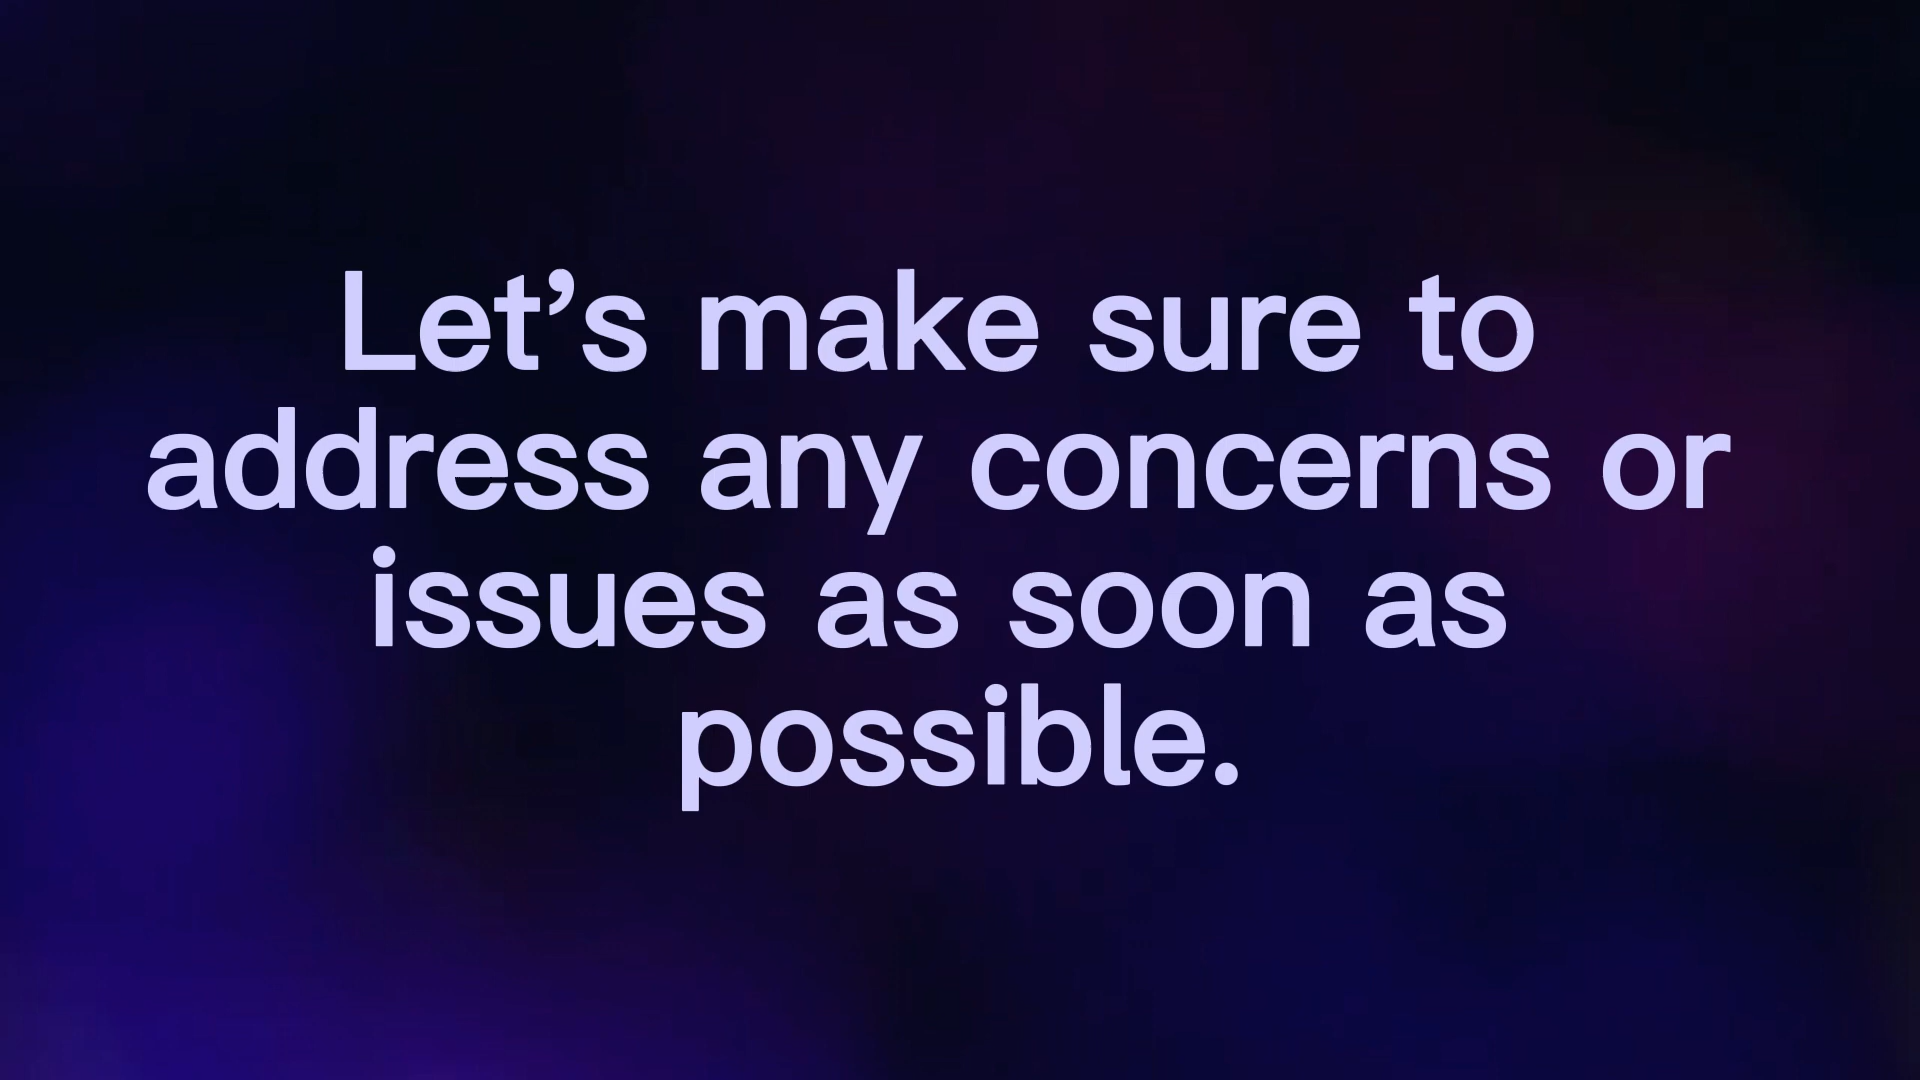 Let’s make sure to
address any concerns or
issues as soon as
possible.